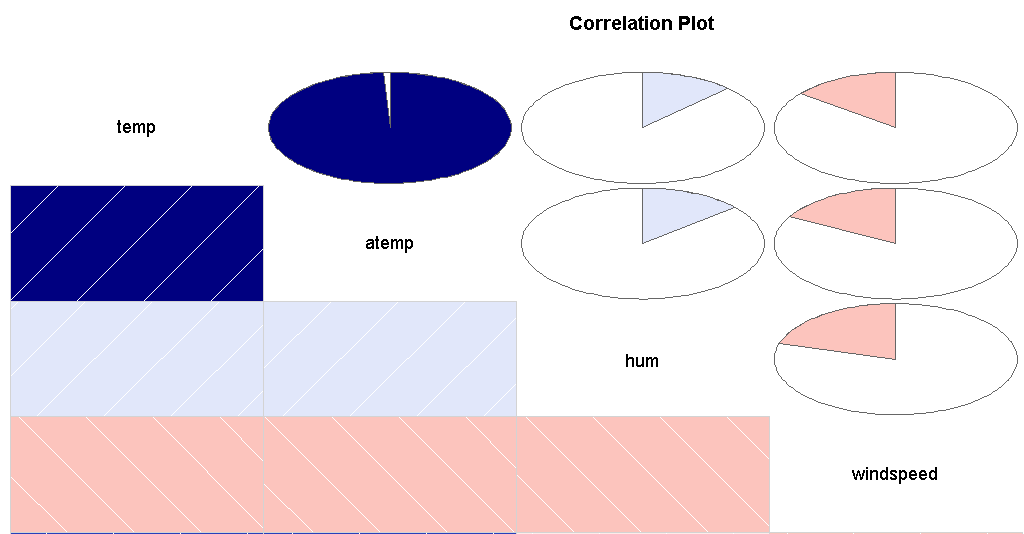 Correlation Plot
temp
atemp
hum
windspeed